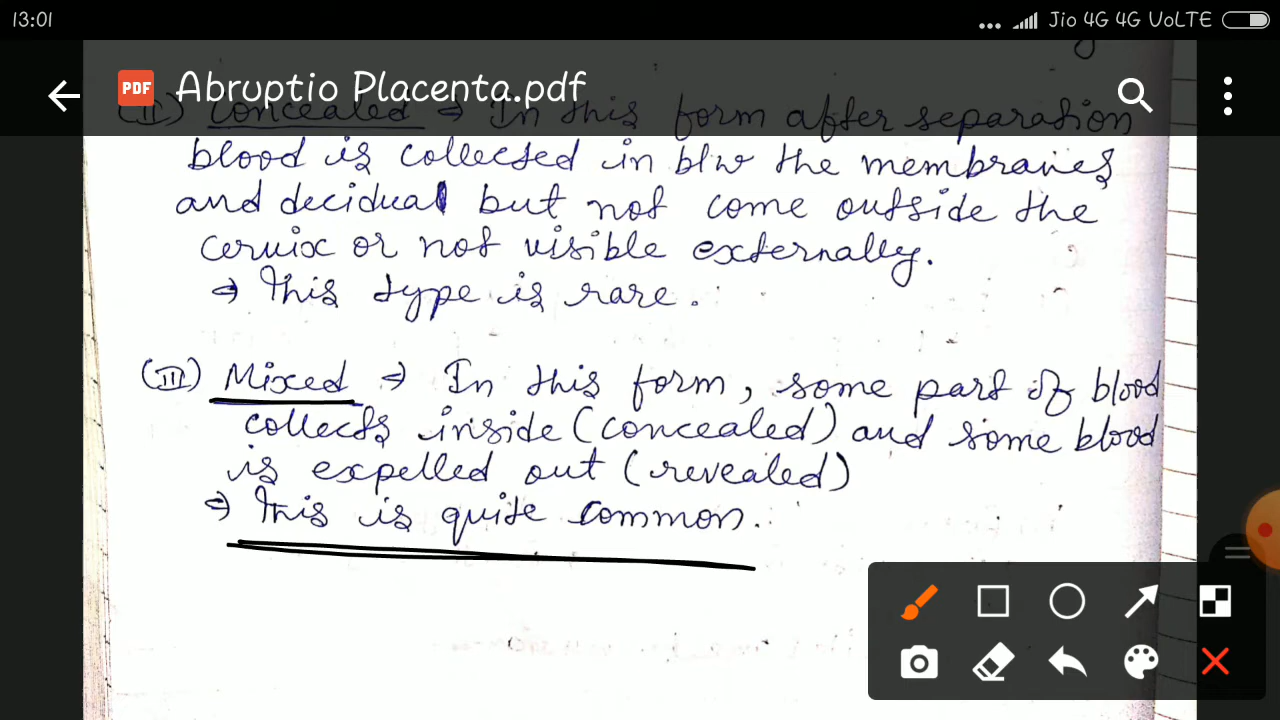 13:01
... Jio 4G 4G VoLTE
PDF Abruptio Placenta.pdf
(II) Concealed → In this form after separation
blood is collected in b/w the membranes
and decidual but not come outside the
cervix or not visible externally.
→ This type is rare.
(III) Mixed → In this form, some part of blood
collects inside (concealed) and some blood
is expelled out (revealed)
→ This is quite common.